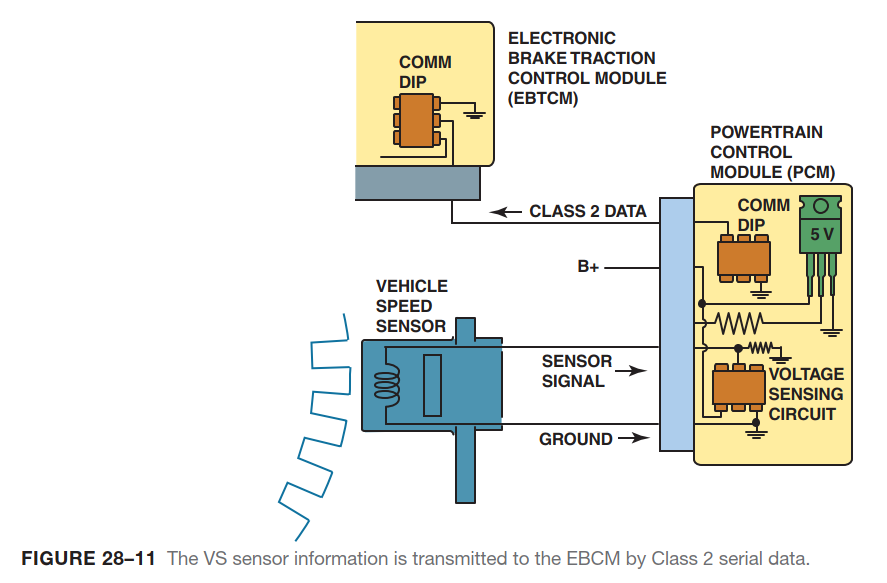 ELECTRONIC
BRAKE TRACTION
CONTROL MODULE
(EBTCM)
COMM
DIP
POWERTRAIN
CONTROL
MODULE (PCM)
COMM
DIP
5 V
CLASS 2 DATA
B+
VEHICLE
SPEED
SENSOR
SENSOR
SIGNAL
VOLTAGE
SENSING
CIRCUIT
GROUND
FIGURE 28–11 The VS sensor information is transmitted to the EBCM by Class 2 serial data.